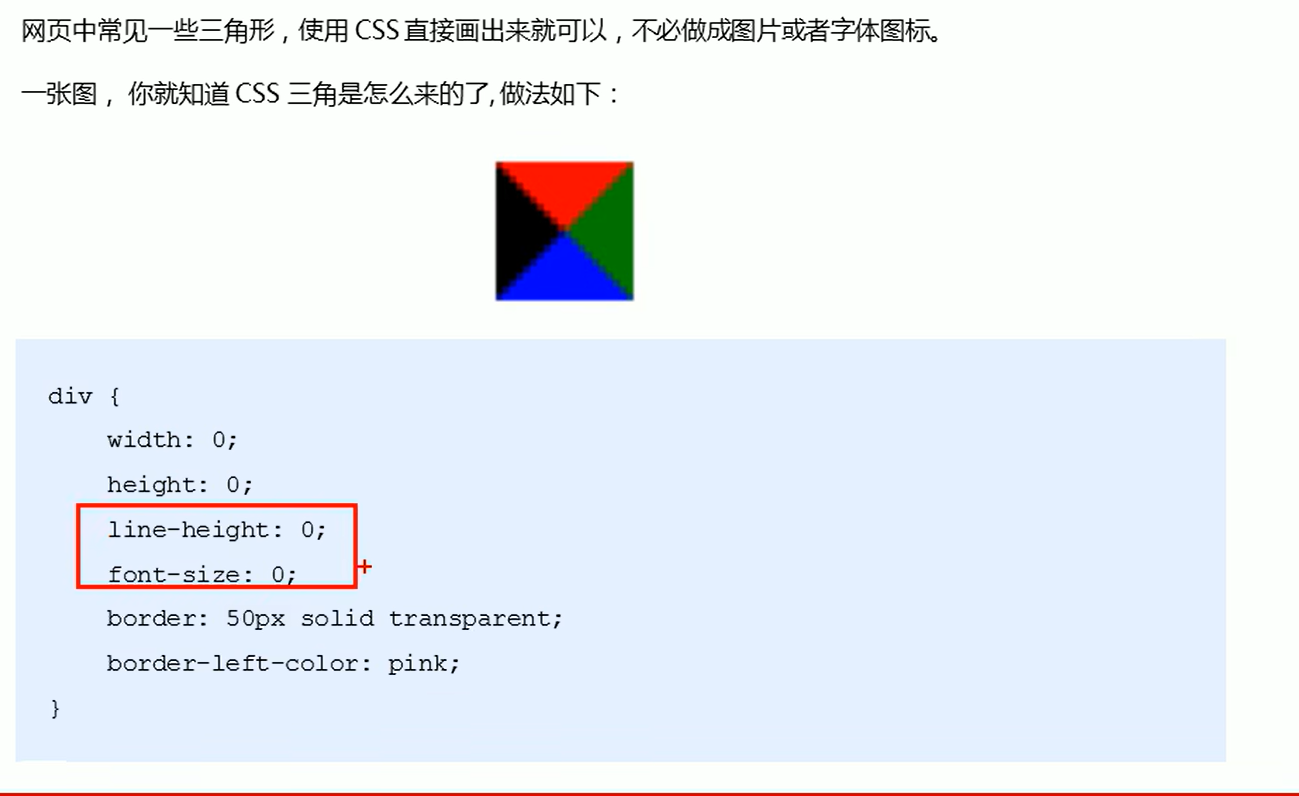 网页中常见一些三角形，使用 CSS 直接画出来就可以，不必做成图片或者字体图标。
一张图， 你就知道 CSS 三角是怎么来的了, 做法如下：
div {
width: 0;
height: 0;
line-height: 0;
font-size: 0;
border: 50px solid transparent;
border-left-color: pink;
}